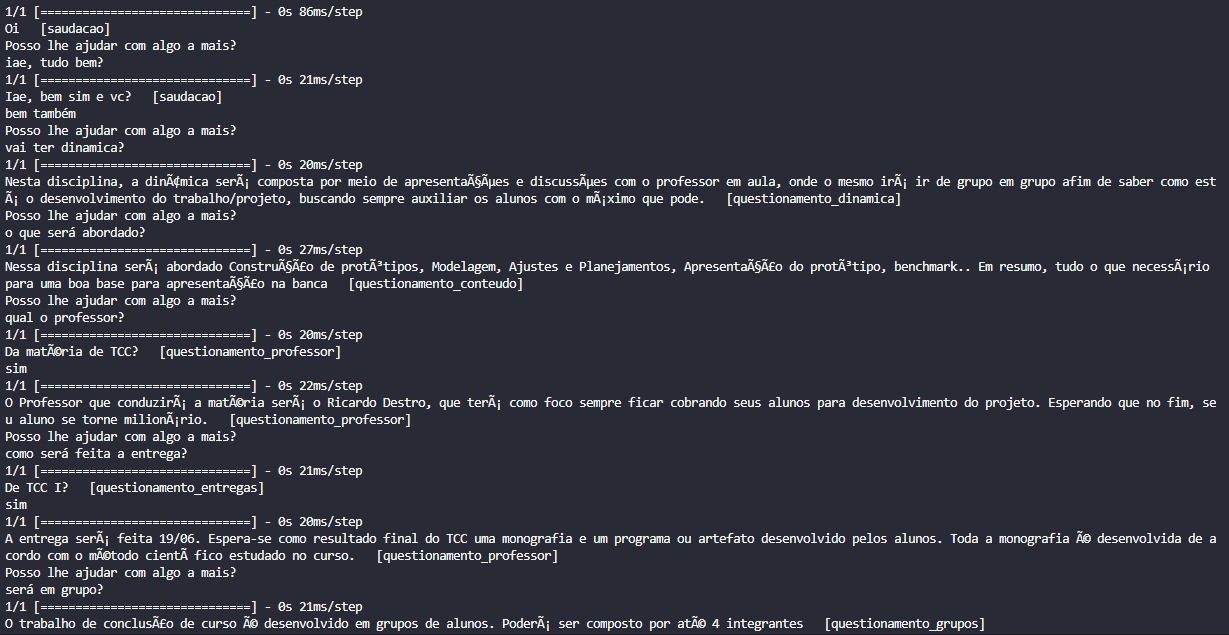 1/1 [==============================] - 0s 86ms/step
Oi   [saudacao]
Posso lhe ajudar com algo a mais?
iae, tudo bem?
1/1 [==============================] - 0s 21ms/step
Iae, bem sim e vc?   [saudacao]
bem também
Posso lhe ajudar com algo a mais?
vai ter dinamica?
1/1 [==============================] - 0s 20ms/step
Nesta disciplina, a dinÃ¢mica serÃ¡ composta por meio de apresentaÃ§Ãµes e discussÃµes com o professor em aula, onde o mesmo irÃ¡ ir de grupo em grupo afim de saber como est
Ã¡ o desenvolvimento do trabalho/projeto, buscando sempre auxiliar os alunos com o mÃ¡ximo que pode.   [questionamento_dinamica]
Posso lhe ajudar com algo a mais?
o que será abordado?
1/1 [==============================] - 0s 27ms/step
Nessa disciplina serÃ¡ abordado ConstruÃ§Ã£o de protÃ³tipos, Modelagem, Ajustes e Planejamentos, ApresentaÃ§Ã£o do protÃ³tipo, benchmark.. Em resumo, tudo o que necessÃ¡rio
para uma boa base para apresentaÃ§Ã£o na banca   [questionamento_conteudo]
Posso lhe ajudar com algo a mais?
qual o professor?
1/1 [==============================] - 0s 20ms/step
Da matÃ©ria de TCC?   [questionamento_professor]
sim
1/1 [==============================] - 0s 22ms/step
O Professor que conduzirÃ¡ a matÃ©ria serÃ¡ o Ricardo Destro, que terÃ¡ como foco sempre ficar cobrando seus alunos para desenvolvimento do projeto. Esperando que no fim, se
u aluno se torne milionÃ¡rio.   [questionamento_professor]
Posso lhe ajudar com algo a mais?
como será feita a entrega?
1/1 [==============================] - 0s 21ms/step
De TCC I?   [questionamento_entregas]
sim
1/1 [==============================] - 0s 20ms/step
A entrega serÃ¡ feita 19/06. Espera-se como resultado final do TCC uma monografia e um programa ou artefato desenvolvido pelos alunos. Toda a monografia Ã© desenvolvida de a
cordo com o mÃ©todo cientÃ­fico estudado no curso.   [questionamento_professor]
Posso lhe ajudar com algo a mais?
será em grupo?
1/1 [==============================] - 0s 21ms/step
O trabalho de conclusÃ£o de curso Ã© desenvolvido em grupos de alunos. PoderÃ¡ ser composto por atÃ© 4 integrantes   [questionamento_grupos]